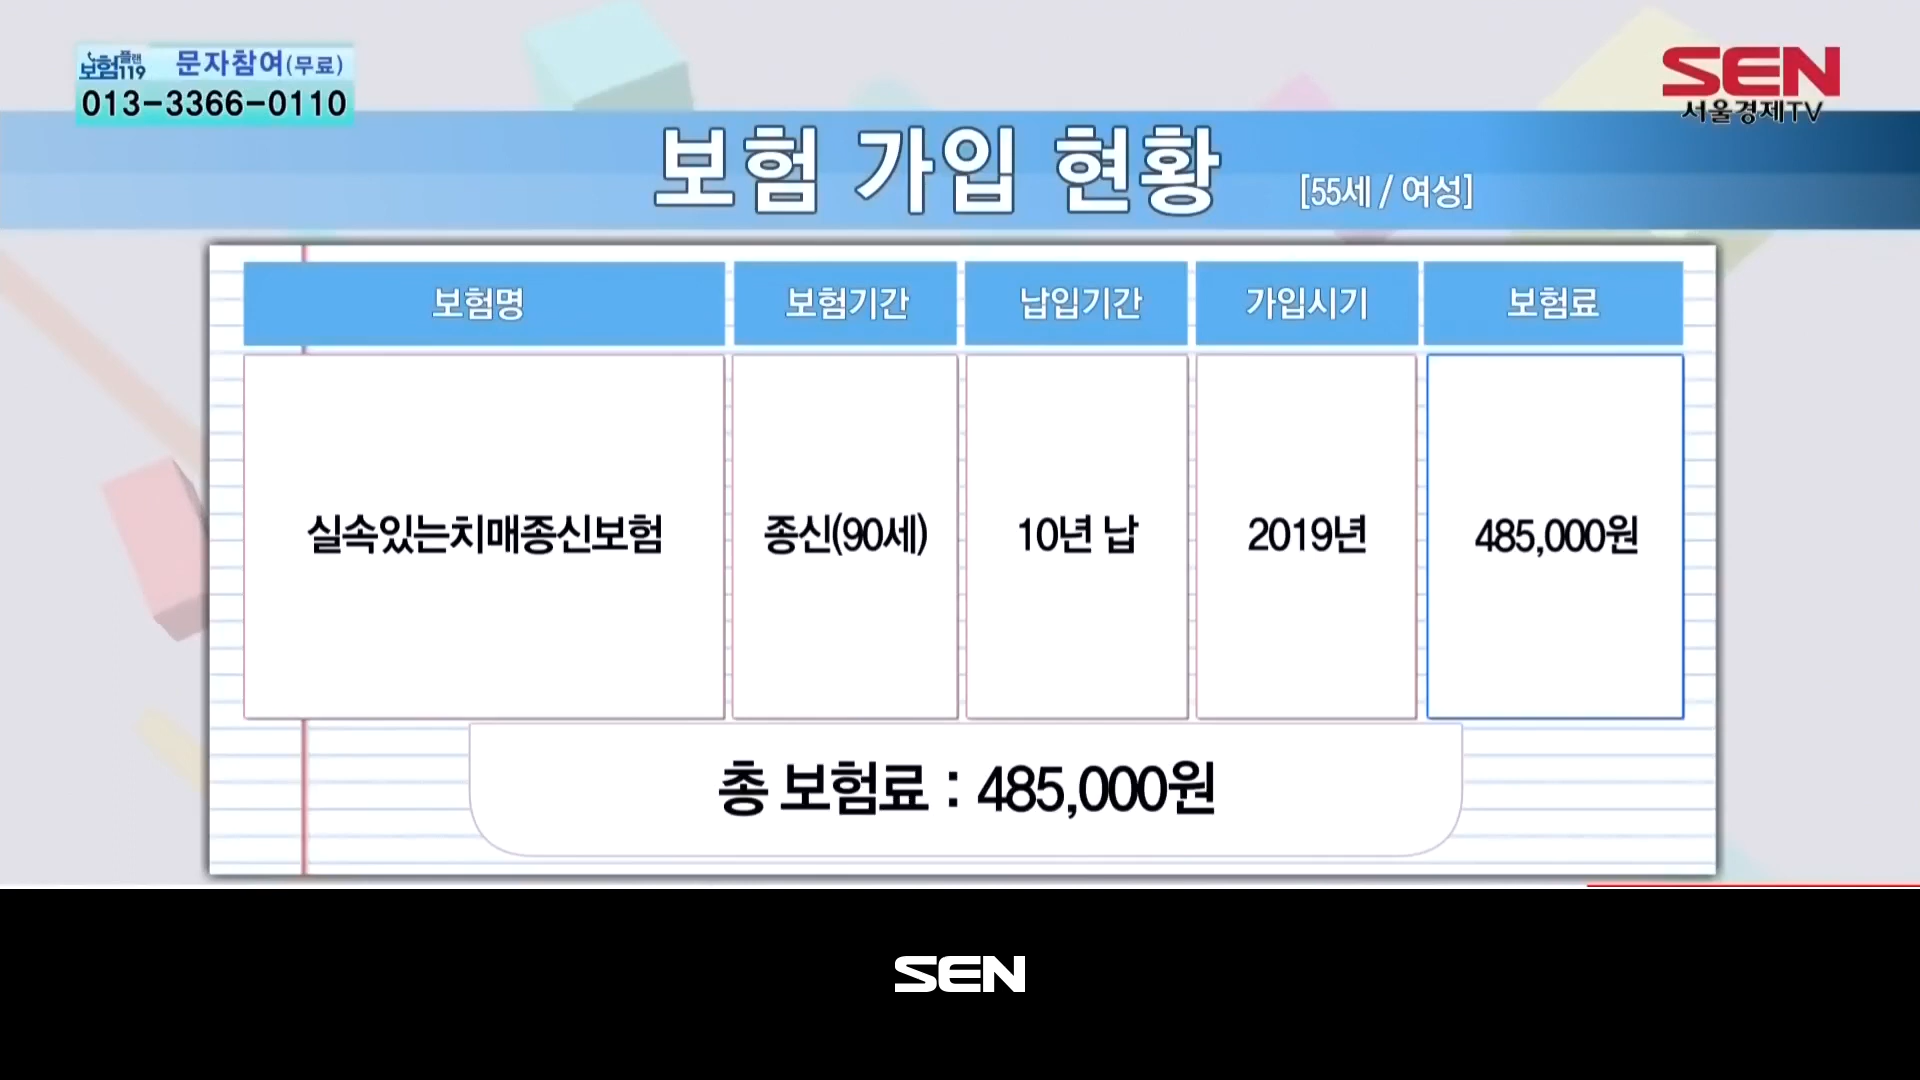 보험플랜119 문자참여(무료)
013-3366-0110
SEN
서울경제TV
보험 가입 현황 [55세 / 여성]
보험명 보험기간 납입기간 가입시기 보험료
실속있는치매종신보험 종신(90세) 10년 납 2019년 485,000원
총 보험료 : 485,000원
SEN